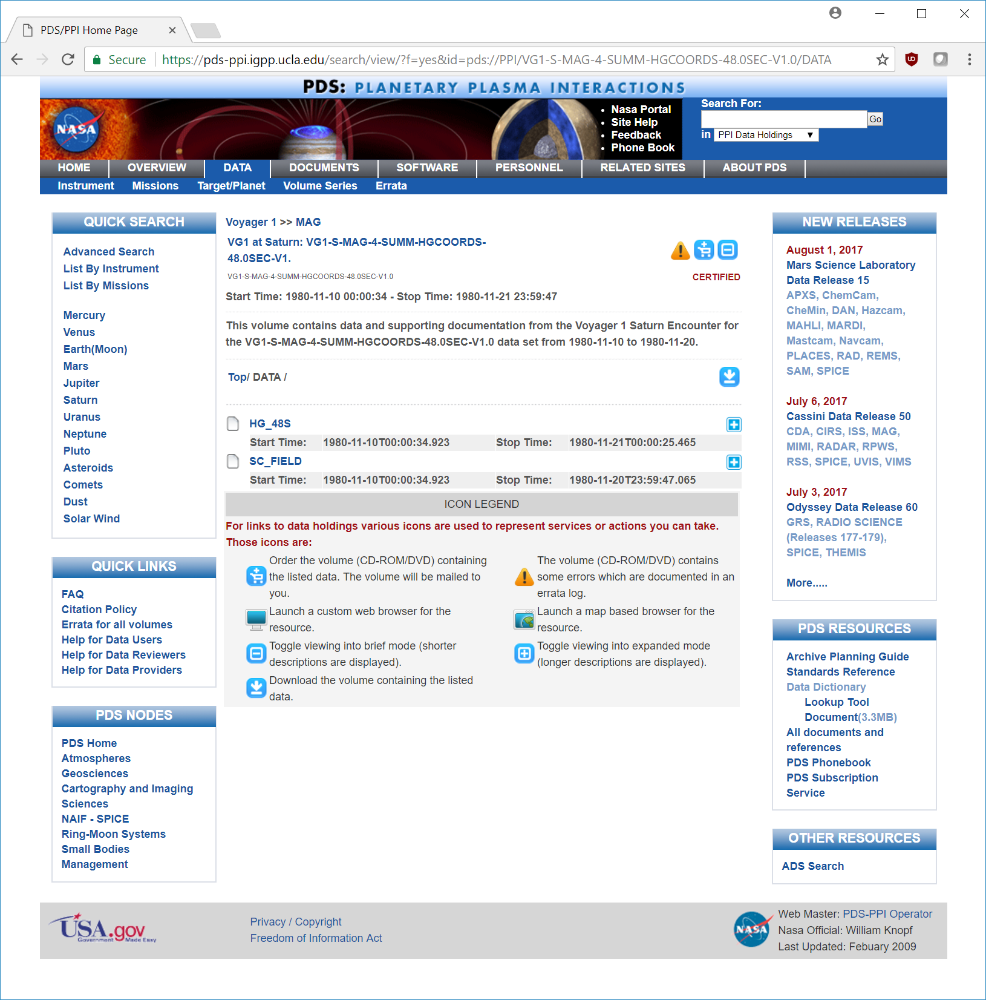 PDS/PPI Home Page
Secure https://pds-ppi.igpp.ucla.edu/search/view/?f=yes&id=pds://PPI/VG1-S-MAG-4-SUMM-HGCOORDS-48.0SEC-V1.0/DATA
PDS: PLANETARY PLASMA INTERACTIONS
NASA
Nasa Portal
Site Help
Feedback
Phone Book
Search For:
Go
in PPI Data Holdings
HOME OVERVIEW DATA DOCUMENTS SOFTWARE PERSONNEL RELATED SITES ABOUT PDS
Instrument Missions Target/Planet Volume Series Errata
QUICK SEARCH
Advanced Search
List By Instrument
List By Missions
Mercury
Venus
Earth(Moon)
Mars
Jupiter
Saturn
Uranus
Neptune
Pluto
Asteroids
Comets
Dust
Solar Wind
QUICK LINKS
FAQ
Citation Policy
Errata for all volumes
Help for Data Users
Help for Data Reviewers
Help for Data Providers
PDS NODES
PDS Home
Atmospheres
Geosciences
Cartography and Imaging
Sciences
NAIF - SPICE
Ring-Moon Systems
Small Bodies
Management
Voyager 1 >> MAG
VG1 at Saturn: VG1-S-MAG-4-SUMM-HGCOORDS-
48.0SEC-V1.
VG1-S-MAG-4-SUMM-HGCOORDS-48.0SEC-V1.0
CERTIFIED
Start Time: 1980-11-10 00:00:34 - Stop Time: 1980-11-21 23:59:47
This volume contains data and supporting documentation from the Voyager 1 Saturn Encounter for
the VG1-S-MAG-4-SUMM-HGCOORDS-48.0SEC-V1.0 data set from 1980-11-10 to 1980-11-20.
Top/ DATA /
HG_48S
Start Time: 1980-11-10T00:00:34.923 Stop Time: 1980-11-21T00:00:25.465
SC_FIELD
Start Time: 1980-11-10T00:00:34.923 Stop Time: 1980-11-20T23:59:47.065
ICON LEGEND
For links to data holdings various icons are used to represent services or actions you can take.
Those icons are:
Order the volume (CD-ROM/DVD) containing
the listed data. The volume will be mailed to
you.
The volume (CD-ROM/DVD) contains
some errors which are documented in an
errata log.
Launch a custom web browser for the
resource.
Launch a map based browser for the
resource.
Toggle viewing into brief mode (shorter
descriptions are displayed).
Toggle viewing into expanded mode
(longer descriptions are displayed).
Download the volume containing the listed
data.
NEW RELEASES
August 1, 2017
Mars Science Laboratory
Data Release 15
APXS, ChemCam,
CheMin, DAN, Hazcam,
MAHLI, MARDI,
Mastcam, Navcam,
PLACES, RAD, REMS,
SAM, SPICE
July 6, 2017
Cassini Data Release 50
CDA, CIRS, ISS, MAG,
MIMI, RADAR, RPWS,
RSS, SPICE, UVIS, VIMS
July 3, 2017
Odyssey Data Release 60
GRS, RADIO SCIENCE
(Releases 177-179),
SPICE, THEMIS
More.....
PDS RESOURCES
Archive Planning Guide
Standards Reference
Data Dictionary
Lookup Tool
Document(3.3MB)
All documents and
references
PDS Phonebook
PDS Subscription
Service
OTHER RESOURCES
ADS Search
USA.gov
Government Made Easy
Privacy / Copyright
Freedom of Information Act
NASA
Web Master: PDS-PPI Operator
Nasa Official: William Knopf
Last Updated: Febuary 2009